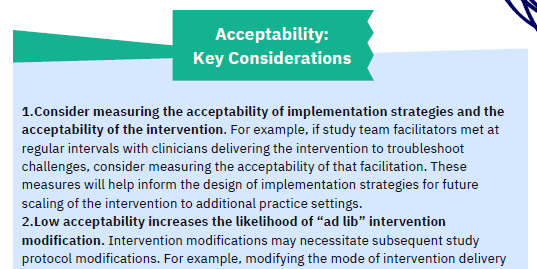 Acceptability:
Key Considerations
1.Consider measuring the acceptability of implementation strategies and the
acceptability of the intervention. For example, if study team facilitators met at
regular intervals with clinicians delivering the intervention to troubleshoot
challenges, consider measuring the acceptability of that facilitation. These
measures will help inform the design of implementation strategies for future
scaling of the intervention to additional practice settings.
2.Low acceptability increases the likelihood of “ad lib” intervention
modification. Intervention modifications may necessitate subsequent study
protocol modifications. For example, modifying the mode of intervention delivery